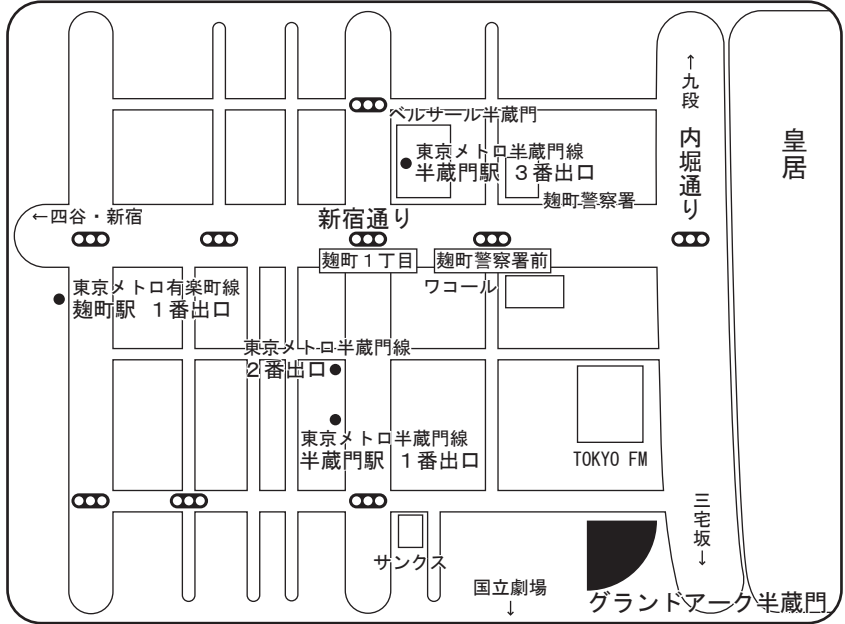 ↑九段
内堀通り
皇居
ベルサール半蔵門
東京メトロ半蔵門線
半蔵門駅 3番出口
麹町警察署
←四谷・新宿
新宿通り
麹町1丁目
麹町警察署前
ワコール
東京メトロ有楽町線
麹町駅 1番出口
東京メトロ半蔵門線
2番出口
東京メトロ半蔵門線
半蔵門駅 1番出口
TOKYO FM
三宅坂↓
サンクス
国立劇場
↓
グランドアーク半蔵門